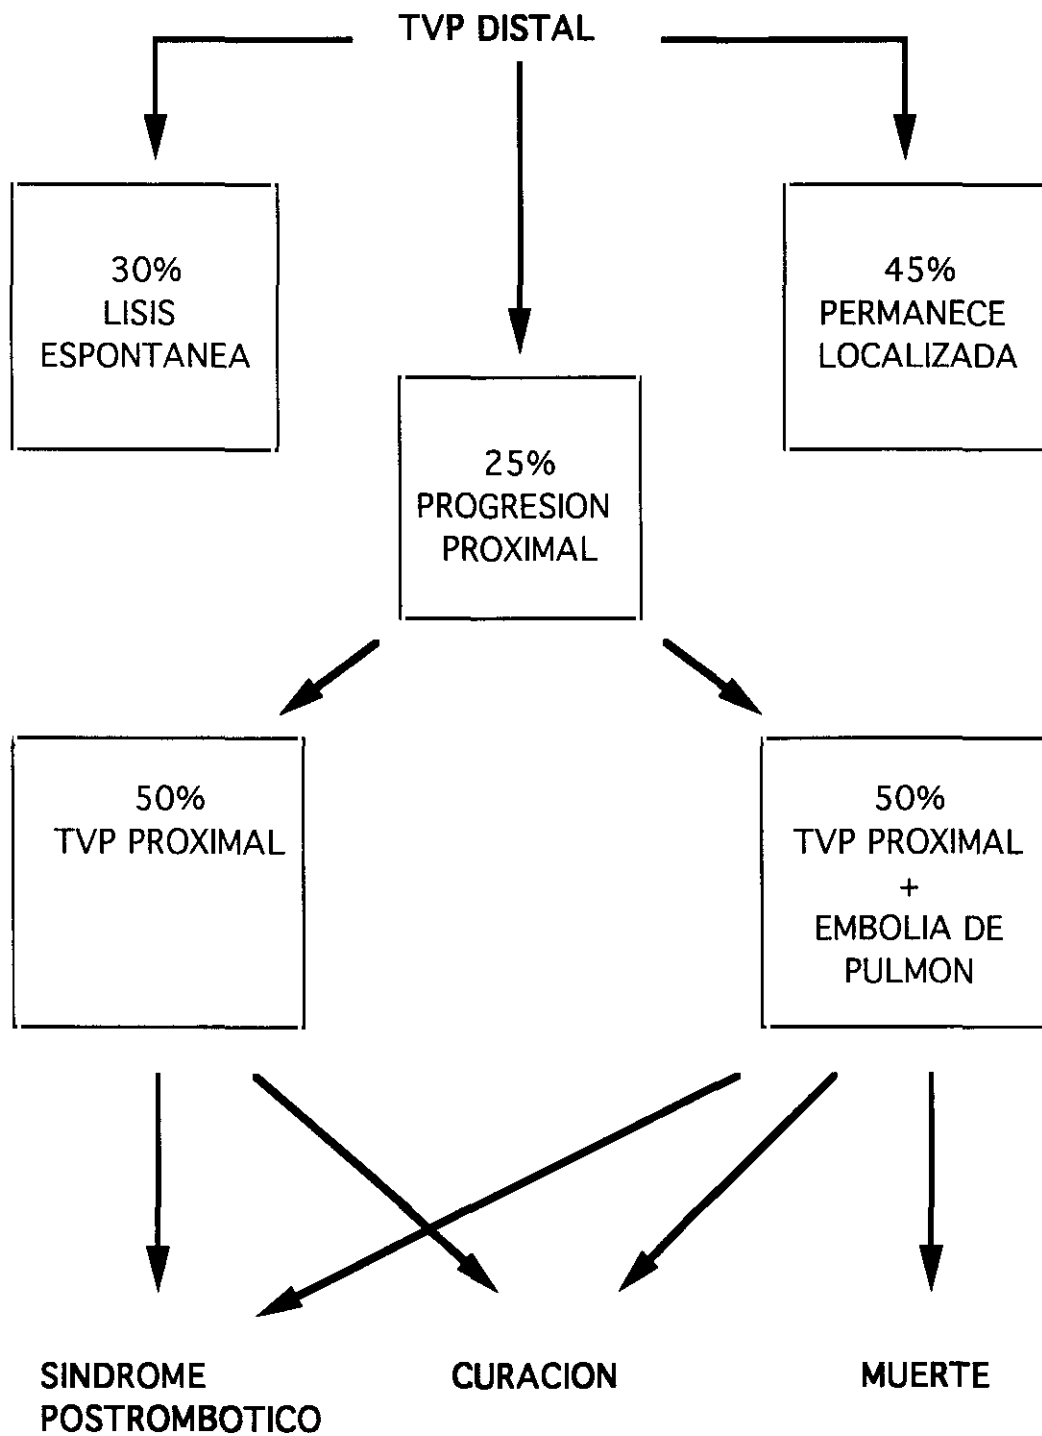 TVP DISTAL
30%
LISIS
ESPONTANEA
45%
PERMANECE
LOCALIZADA
25%
PROGRESION
PROXIMAL
50%
TVP PROXIMAL
50%
TVP PROXIMAL
+
EMBOLIA DE
PULMON
SINDROME
POSTROMBOTICO
CURACION
MUERTE